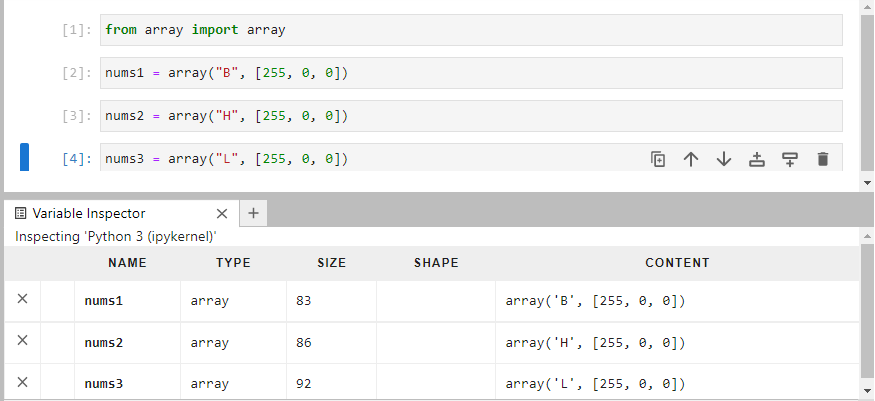 [1]: from array import array
[2]: nums1 = array("B", [255, 0, 0])
[3]: nums2 = array("H", [255, 0, 0])
[4]: nums3 = array("L", [255, 0, 0])
Variable Inspector
Inspecting 'Python 3 (ipykernel)'
NAME TYPE SIZE SHAPE CONTENT
nums1 array 83 array('B', [255, 0, 0])
nums2 array 86 array('H', [255, 0, 0])
nums3 array 92 array('L', [255, 0, 0])